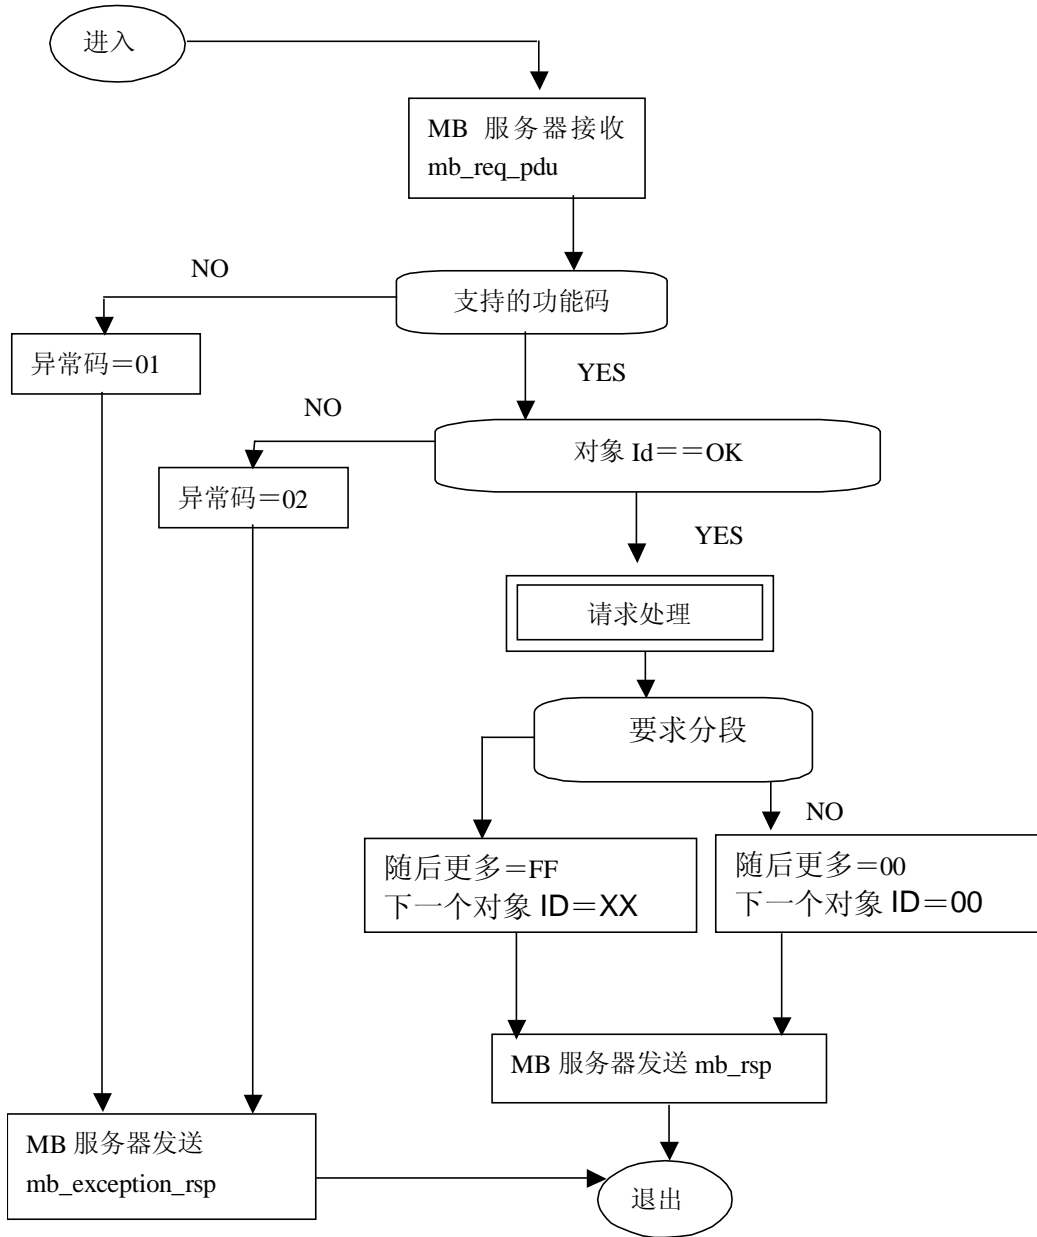 进入
MB 服务器接收
mb_req_pdu
NO
支持的功能码
异常码＝01
YES
NO
对象 Id＝＝OK
异常码＝02
YES
请求处理
要求分段
NO
随后更多＝FF
下一个对象 ID＝XX
随后更多＝00
下一个对象 ID＝00
MB 服务器发送 mb_rsp
MB 服务器发送
mb_exception_rsp
退出